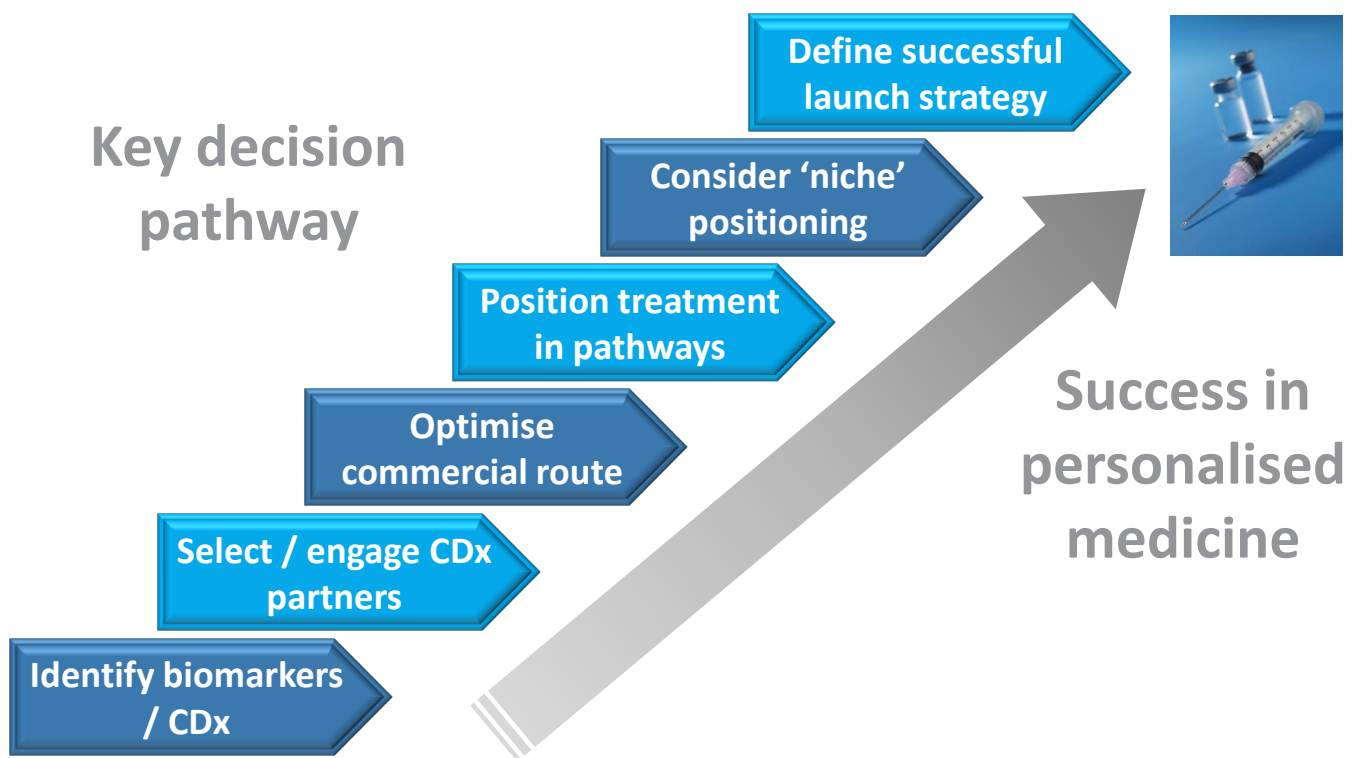 Key decision
pathway
Define successful
launch strategy
Consider ‘niche’
positioning
Position treatment
in pathways
Optimise
commercial route
Select / engage CDx
partners
Identify biomarkers
/ CDx
Success in
personalised
medicine